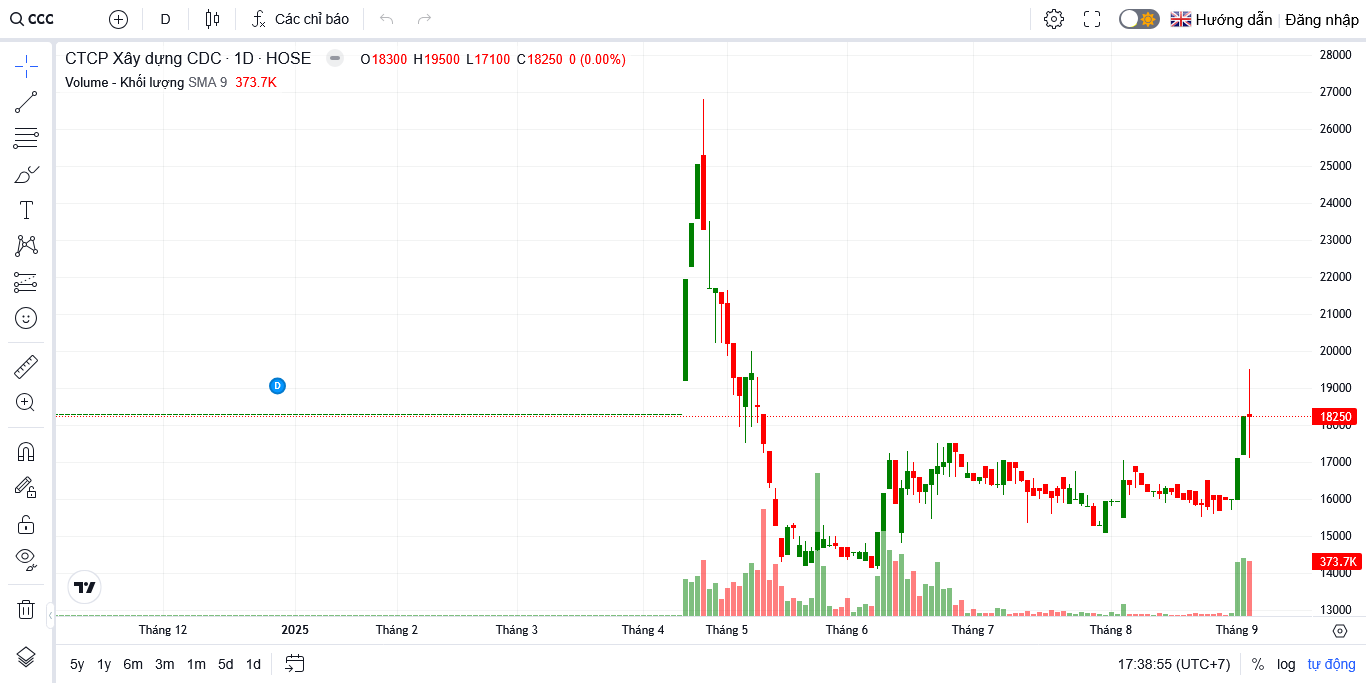 CCC D Các chỉ báo Hướng dẫn Đăng nhập
CTCP Xây dựng CDC · 1D · HOSE O18300 H19500 L17100 C18250 0 (0.00%)
Volume - Khối lượng SMA 9 373.7K
28000
27000
26000
25000
24000
23000
22000
21000
20000
19000
18250
18000
17000
16000
15000
373.7K
14000
13000
D
Tháng 12 2025 Tháng 2 Tháng 3 Tháng 4 Tháng 5 Tháng 6 Tháng 7 Tháng 8 Tháng 9
5y 1y 6m 3m 1m 5d 1d 17:38:55 (UTC+7) % log tự động